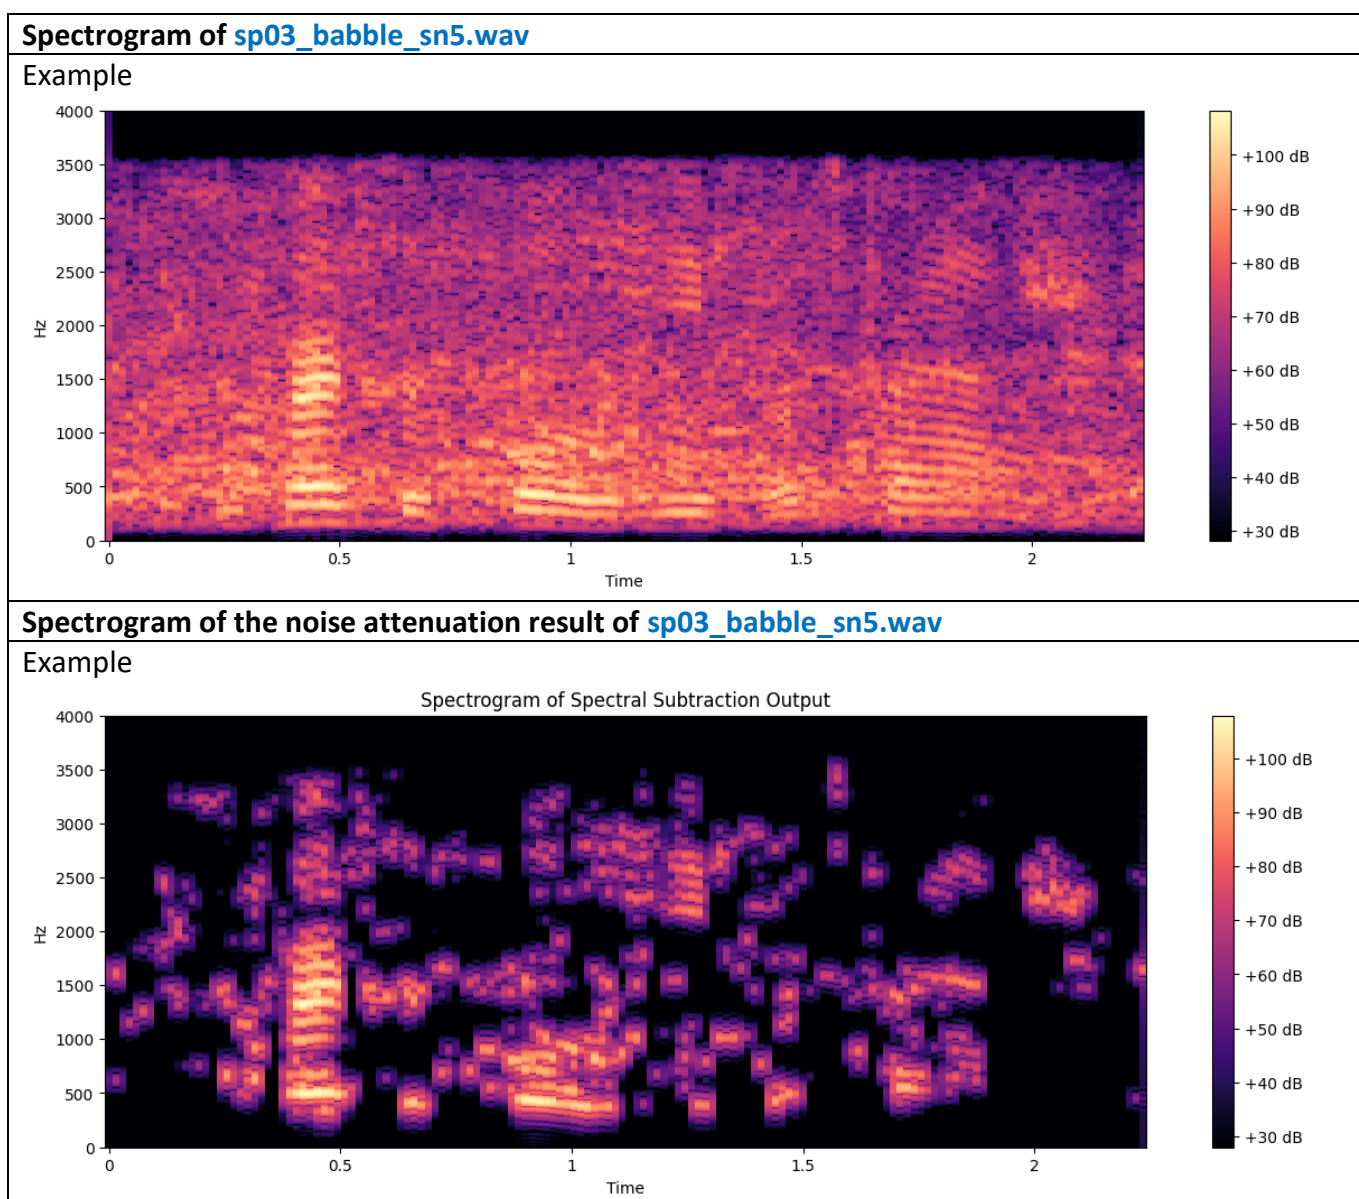 Spectrogram of sp03_babble_sn5.wav
Example
4000
3500
3000
2500
2000
1500
1000
500
0
Hz
0 0.5 1 1.5 2
Time
+100 dB
+90 dB
+80 dB
+70 dB
+60 dB
+50 dB
+40 dB
+30 dB
Spectrogram of the noise attenuation result of sp03_babble_sn5.wav
Example
Spectrogram of Spectral Subtraction Output
4000
3500
3000
2500
2000
1500
1000
500
0
Hz
0 0.5 1 1.5 2
Time
+100 dB
+90 dB
+80 dB
+70 dB
+60 dB
+50 dB
+40 dB
+30 dB